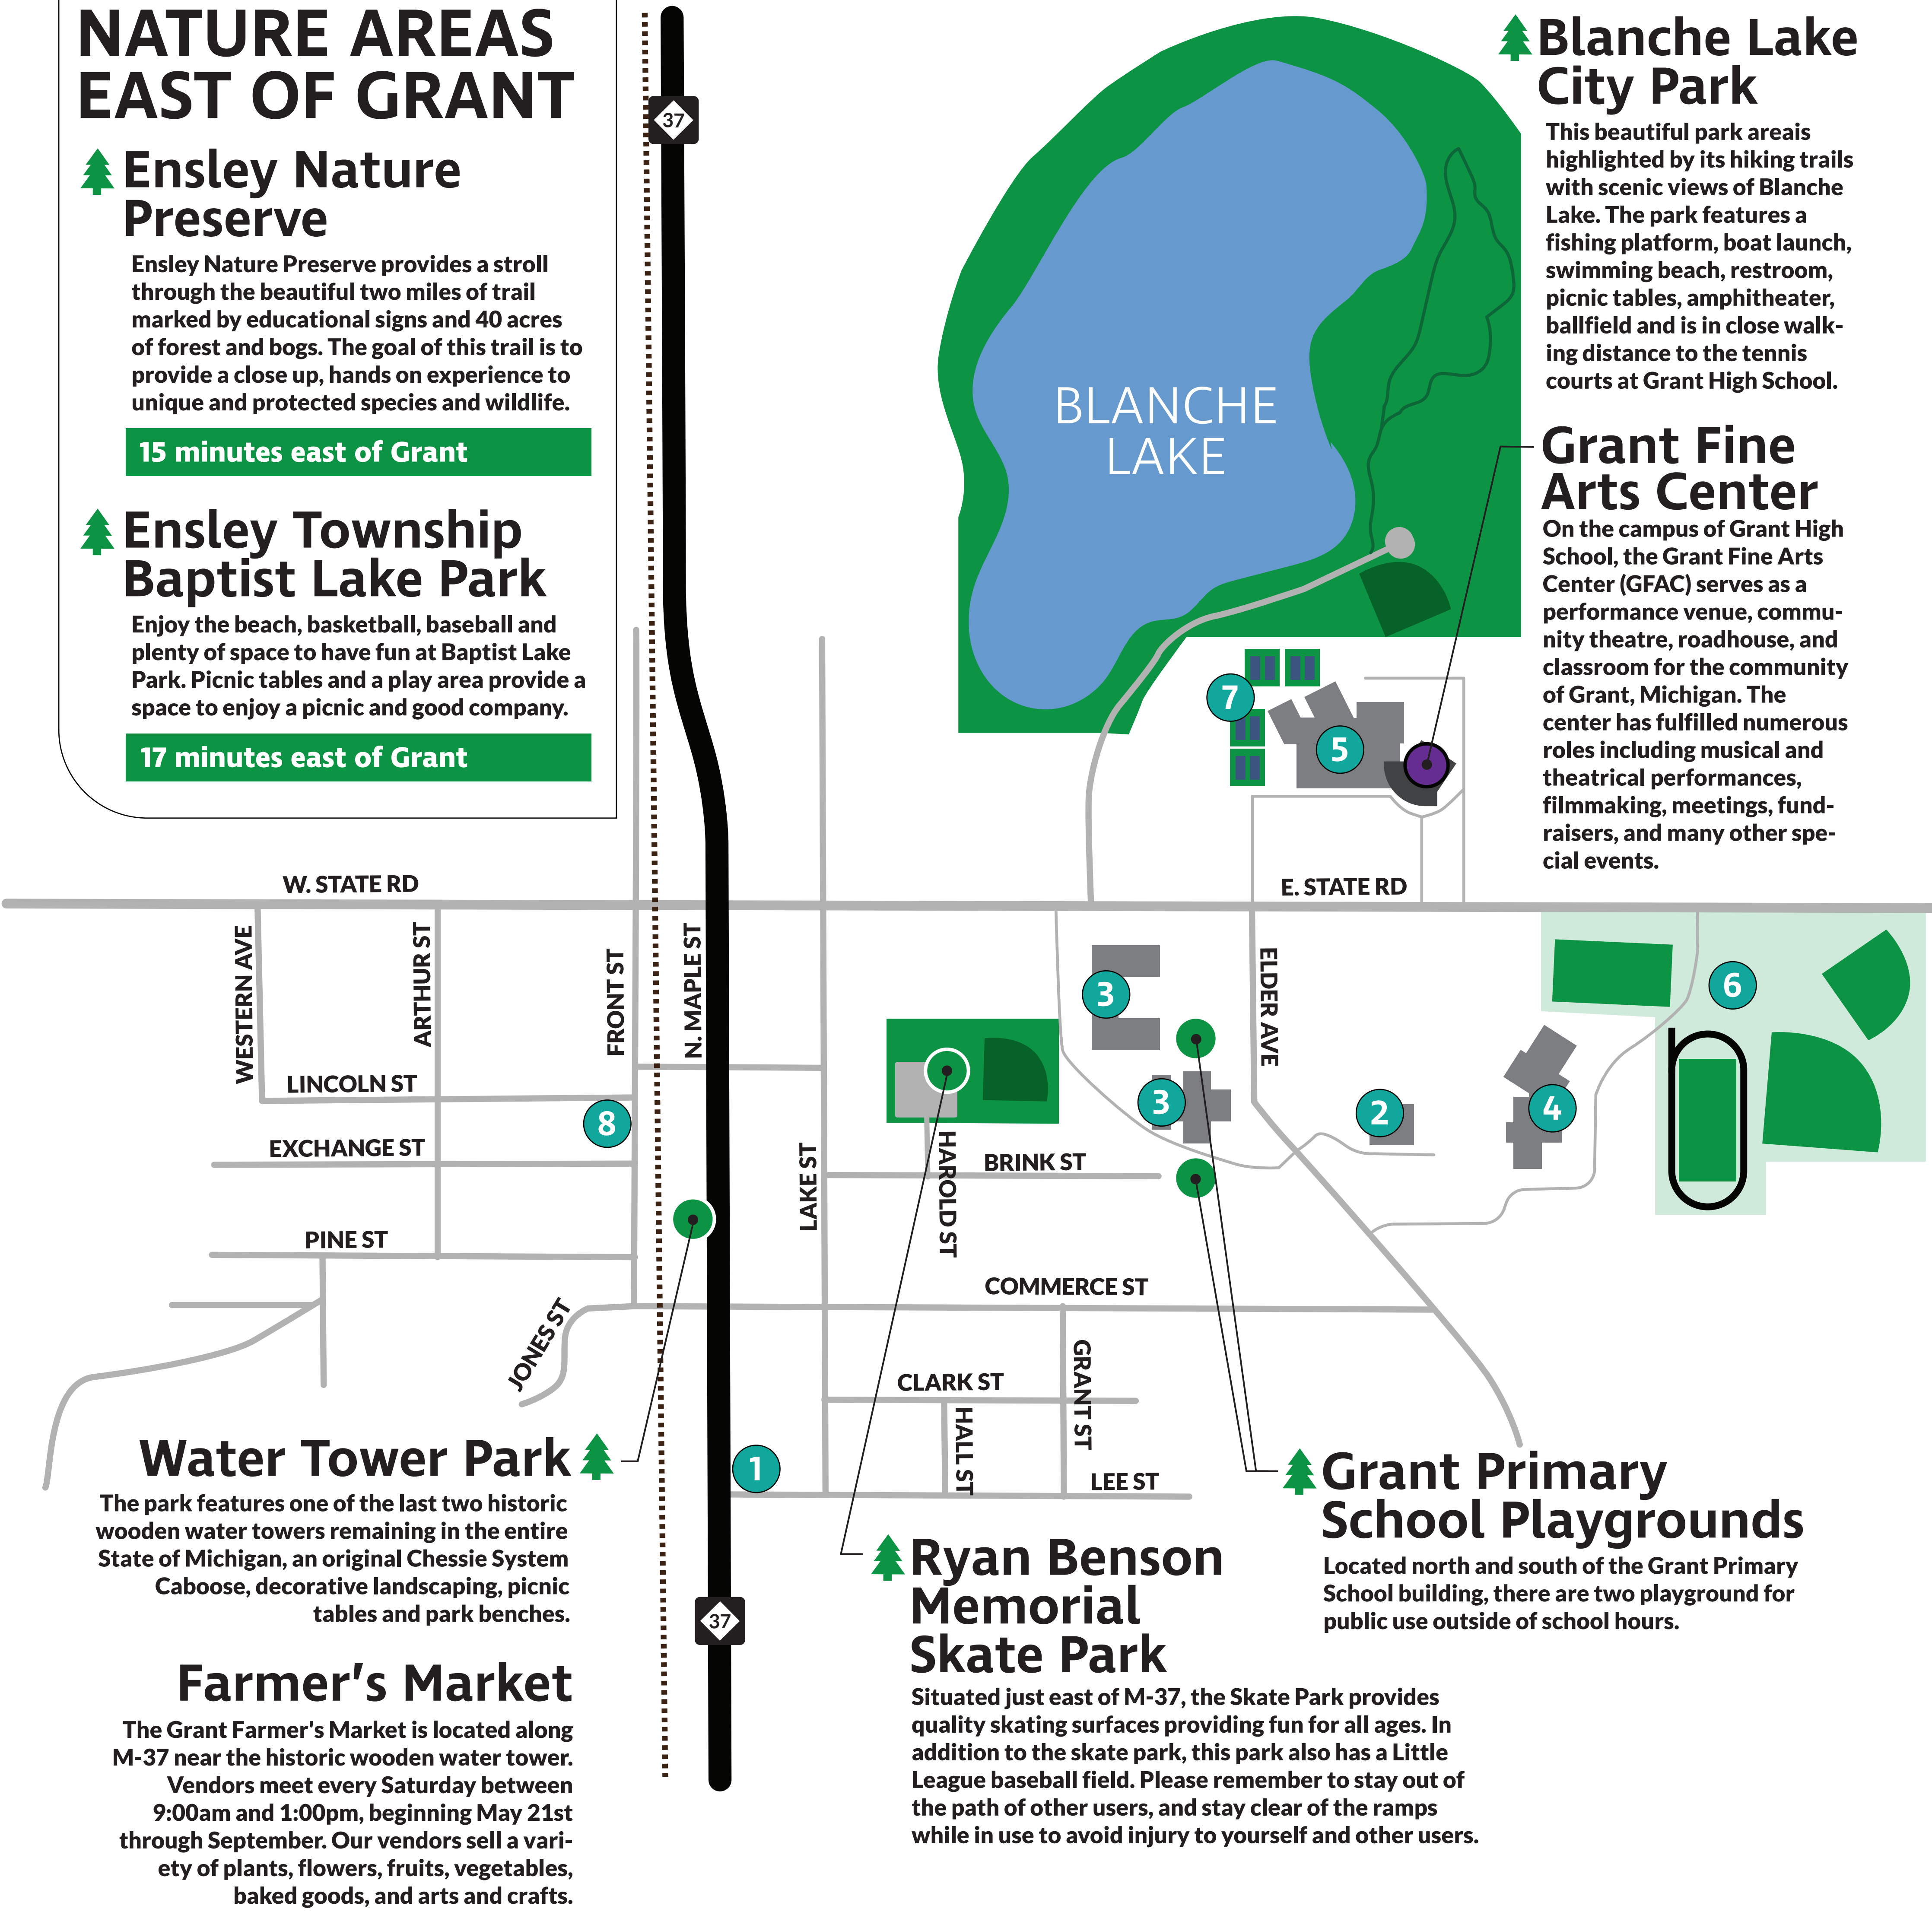 NATURE AREAS
EAST OF GRANT
Ensley Nature
Preserve
Ensley Nature Preserve provides a stroll
through the beautiful two miles of trail
marked by educational signs and 40 acres
of forest and bogs. The goal of this trail is to
provide a close up, hands on experience to
unique and protected species and wildlife.
15 minutes east of Grant
Ensley Township
Baptist Lake Park
Enjoy the beach, basketball, baseball and
plenty of space to have fun at Baptist Lake
Park. Picnic tables and a play area provide a
space to enjoy a picnic and good company.
17 minutes east of Grant
37
BLANCHE
LAKE
Blanche Lake
City Park
This beautiful park areais
highlighted by its hiking trails
with scenic views of Blanche
Lake. The park features a
fishing platform, boat launch,
swimming beach, restroom,
picnic tables, amphitheater,
ballfield and is in close walk-
ing distance to the tennis
courts at Grant High School.
Grant Fine
Arts Center
On the campus of Grant High
School, the Grant Fine Arts
Center (GFAC) serves as a
performance venue, commu-
nity theatre, roadhouse, and
classroom for the community
of Grant, Michigan. The
center has fulfilled numerous
roles including musical and
theatrical performances,
filmmaking, meetings, fund-
raisers, and many other spe-
cial events.
7
5
W. STATE RD
E. STATE RD
WESTERN AVE
ARTHUR ST
FRONT ST
N. MAPLE ST
ELDER AVE
3
6
LINCOLN ST
8
3
2
4
EXCHANGE ST
LAKE ST
HAROLD ST
BRINK ST
PINE ST
COMMERCE ST
JONES ST
CLARK ST
GRANT ST
HALL ST
LEE ST
1
37
Water Tower Park
The park features one of the last two historic
wooden water towers remaining in the entire
State of Michigan, an original Chessie System
Caboose, decorative landscaping, picnic
tables and park benches.
Farmer's Market
The Grant Farmer's Market is located along
M-37 near the historic wooden water tower.
Vendors meet every Saturday between
9:00am and 1:00pm, beginning May 21st
through September. Our vendors sell a vari-
ety of plants, flowers, fruits, vegetables,
baked goods, and arts and crafts.
Ryan Benson
Memorial
Skate Park
Situated just east of M-37, the Skate Park provides
quality skating surfaces providing fun for all ages. In
addition to the skate park, this park also has a Little
League baseball field. Please remember to stay out of
the path of other users, and stay clear of the ramps
while in use to avoid injury to yourself and other users.
Grant Primary
School Playgrounds
Located north and south of the Grant Primary
School building, there are two playground for
public use outside of school hours.